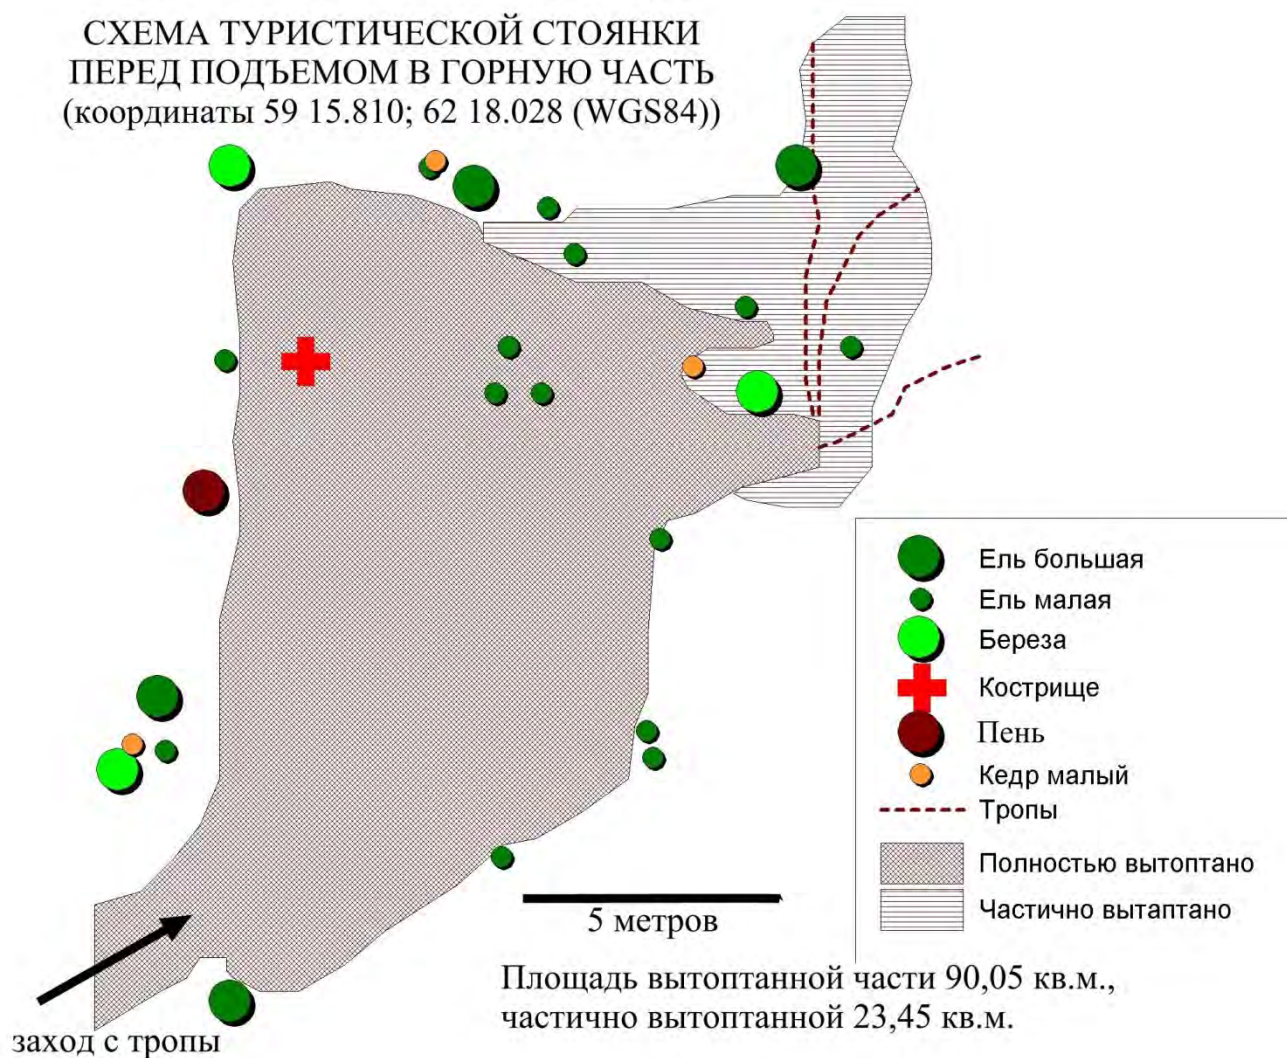 СХЕМА ТУРИСТИЧЕСКОЙ СТОЯНКИ
ПЕРЕД ПОДЪЕМОМ В ГОРНУЮ ЧАСТЬ
(координаты 59 15.810; 62 18.028 (WGS84))
Ель большая
Ель малая
Береза
Кострище
Пень
Кедр малый
Тропы
Полностью вытоптано
Частично вытаптано
5 метров
Площадь вытоптанной части 90,05 кв.м.,
частично вытоптанной 23,45 кв.м.
заход с тропы